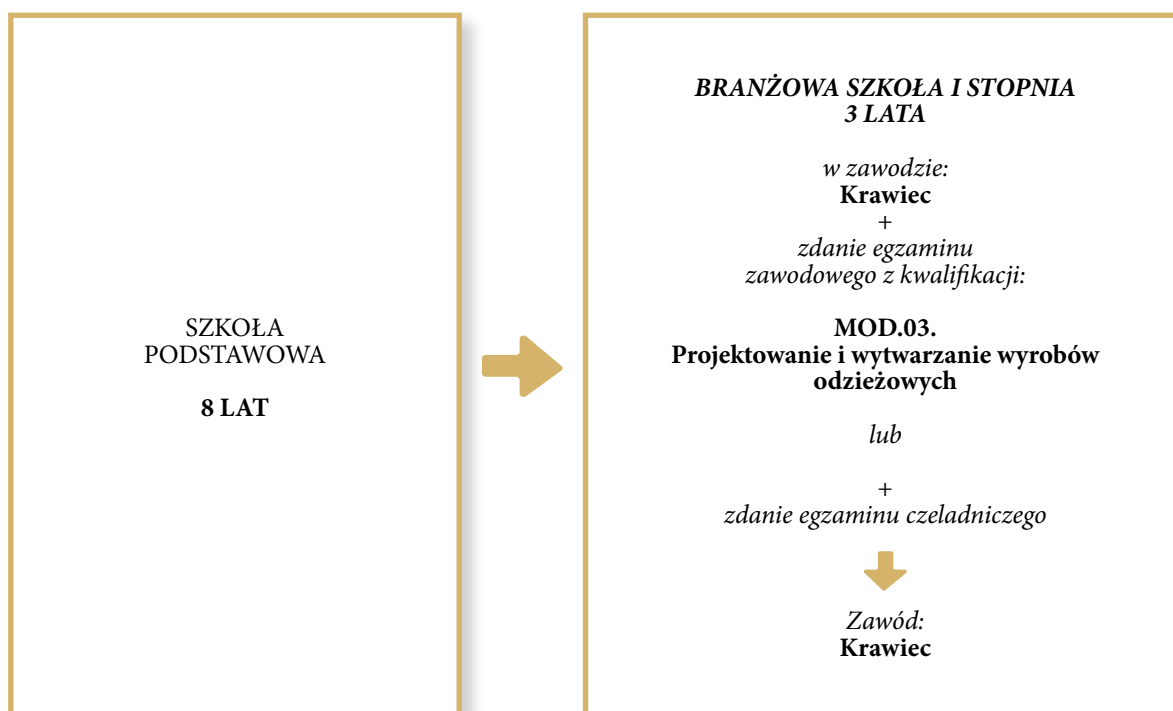 SZKOŁA
PODSTAWOWA
8 LAT
BRANŻOWA SZKOŁA I STOPNIA
3 LATA
w zawodzie:
Krawiec
+
zdanie egzaminu
zawodowego z kwalifikacji:
MOD.03.
Projektowanie i wytwarzanie wyrobów
odzieżowych
lub
+
zdanie egzaminu czeladniczego
Zawód:
Krawiec